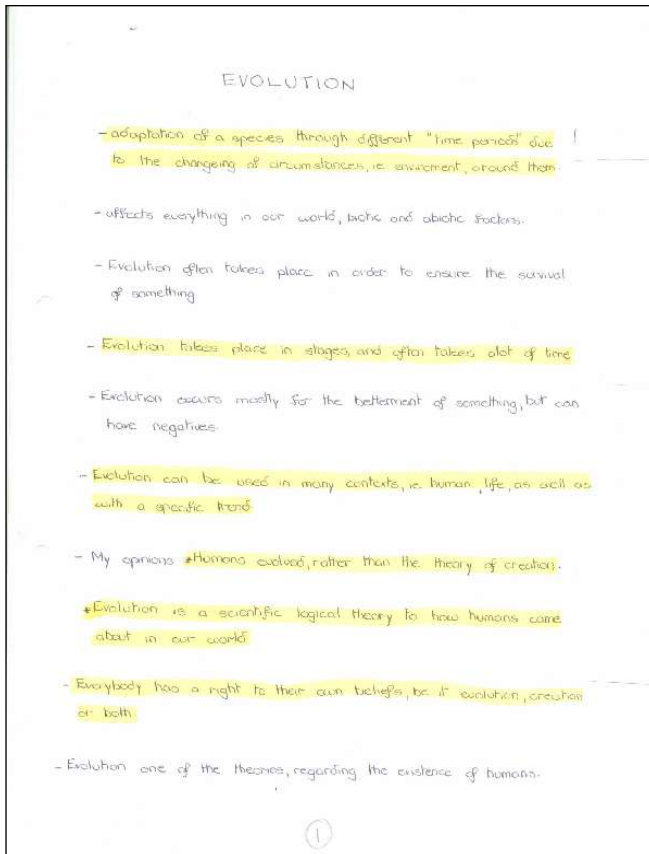 EVOLUTION
- adaptation of a species through different "time periods" due
to the changeing of circumstances, ie. enviroment, around them.
- affects everything in our world, biotic and abiotic factors.
- Evolution often takes place in order to ensure the survival
of something
- Evolution takes place in stages, and often takes alot of time
- Evolution occurs mostly for the betterment of something, but can
have negatives.
- Evolution can be used in many contexts, ie. human, life, as well as
with a specific trend
- My opinions *Humans evolved, rather than the theory of creation.
*Evolution is a scientific logical theory to how humans came
about in our world
- Everybody has a right to their own beliefs, be it evolution, creation
or both
- Evolution one of the theories, regarding the existence of humans.
1